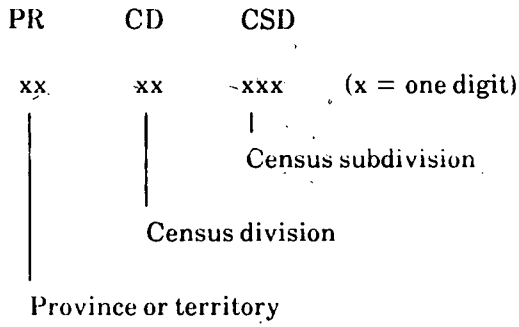 PR CD CSD
xx xx xxx (x = one digit)
Census subdivision
Census division
Province or territory